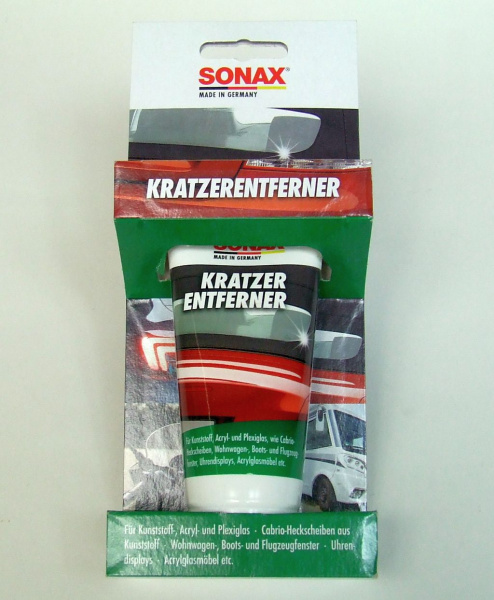 SONAX®
MADE IN GERMANY
KRATZERENTFERNER
SONAX
MADE IN GERMANY
KRATZER
ENTFERNER
Für Kunststoff, Acryl- und Plexiglas, wie Cabrio-
Heckscheiben, Wohnwagen-, Boots- und Flugzeug-
fenster, Uhrendisplays, Acrylglasmöbel etc.
Für Kunststoff-, Acryl- und Plexiglas · Cabrio-Heckscheiben aus
Kunststoff · Wohnwagen-, Boots- und Flugzeugfenster · Uhren-
displays · Acrylglasmöbel etc.